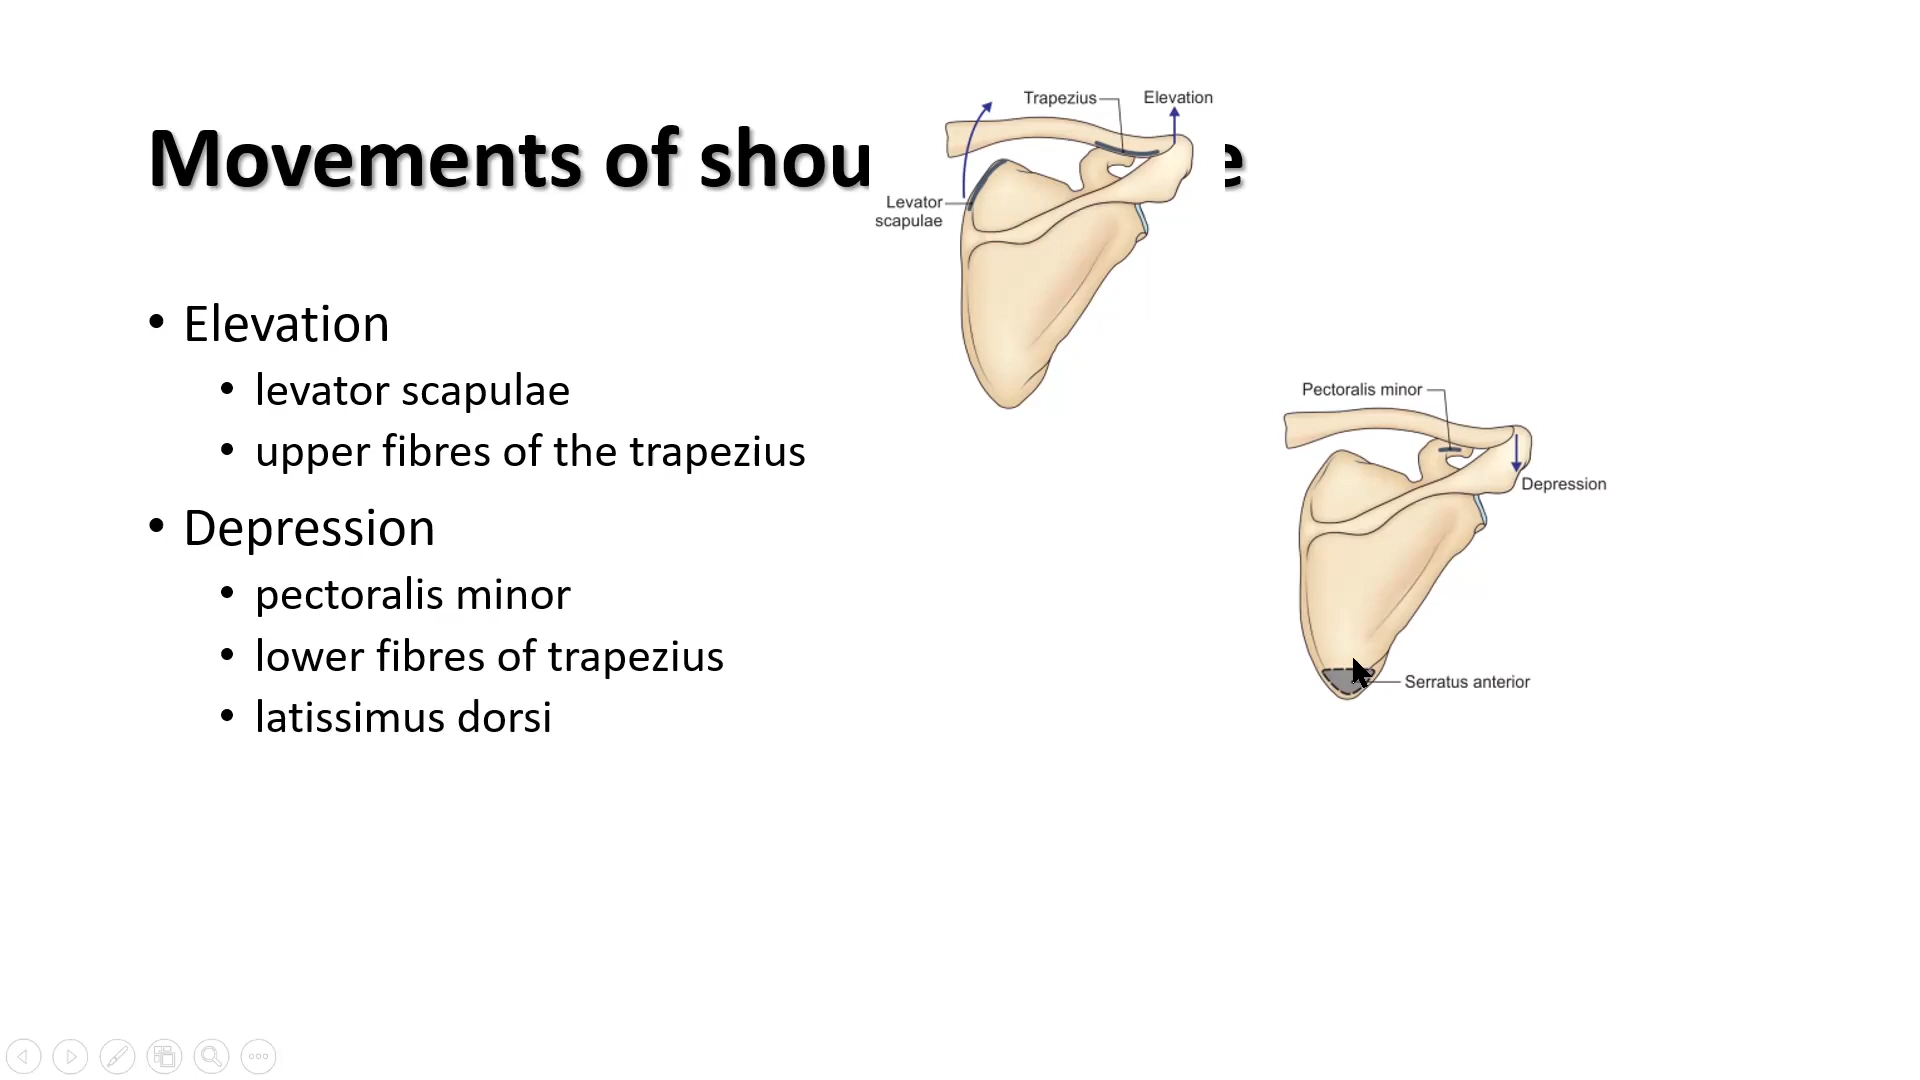 Movements of shou
• Elevation
• levator scapulae
• upper fibres of the trapezius
• Depression
• pectoralis minor
• lower fibres of trapezius
• latissimus dorsi
Trapezius
Elevation
Levator
scapulae
Pectoralis minor
Depression
Serratus anterior